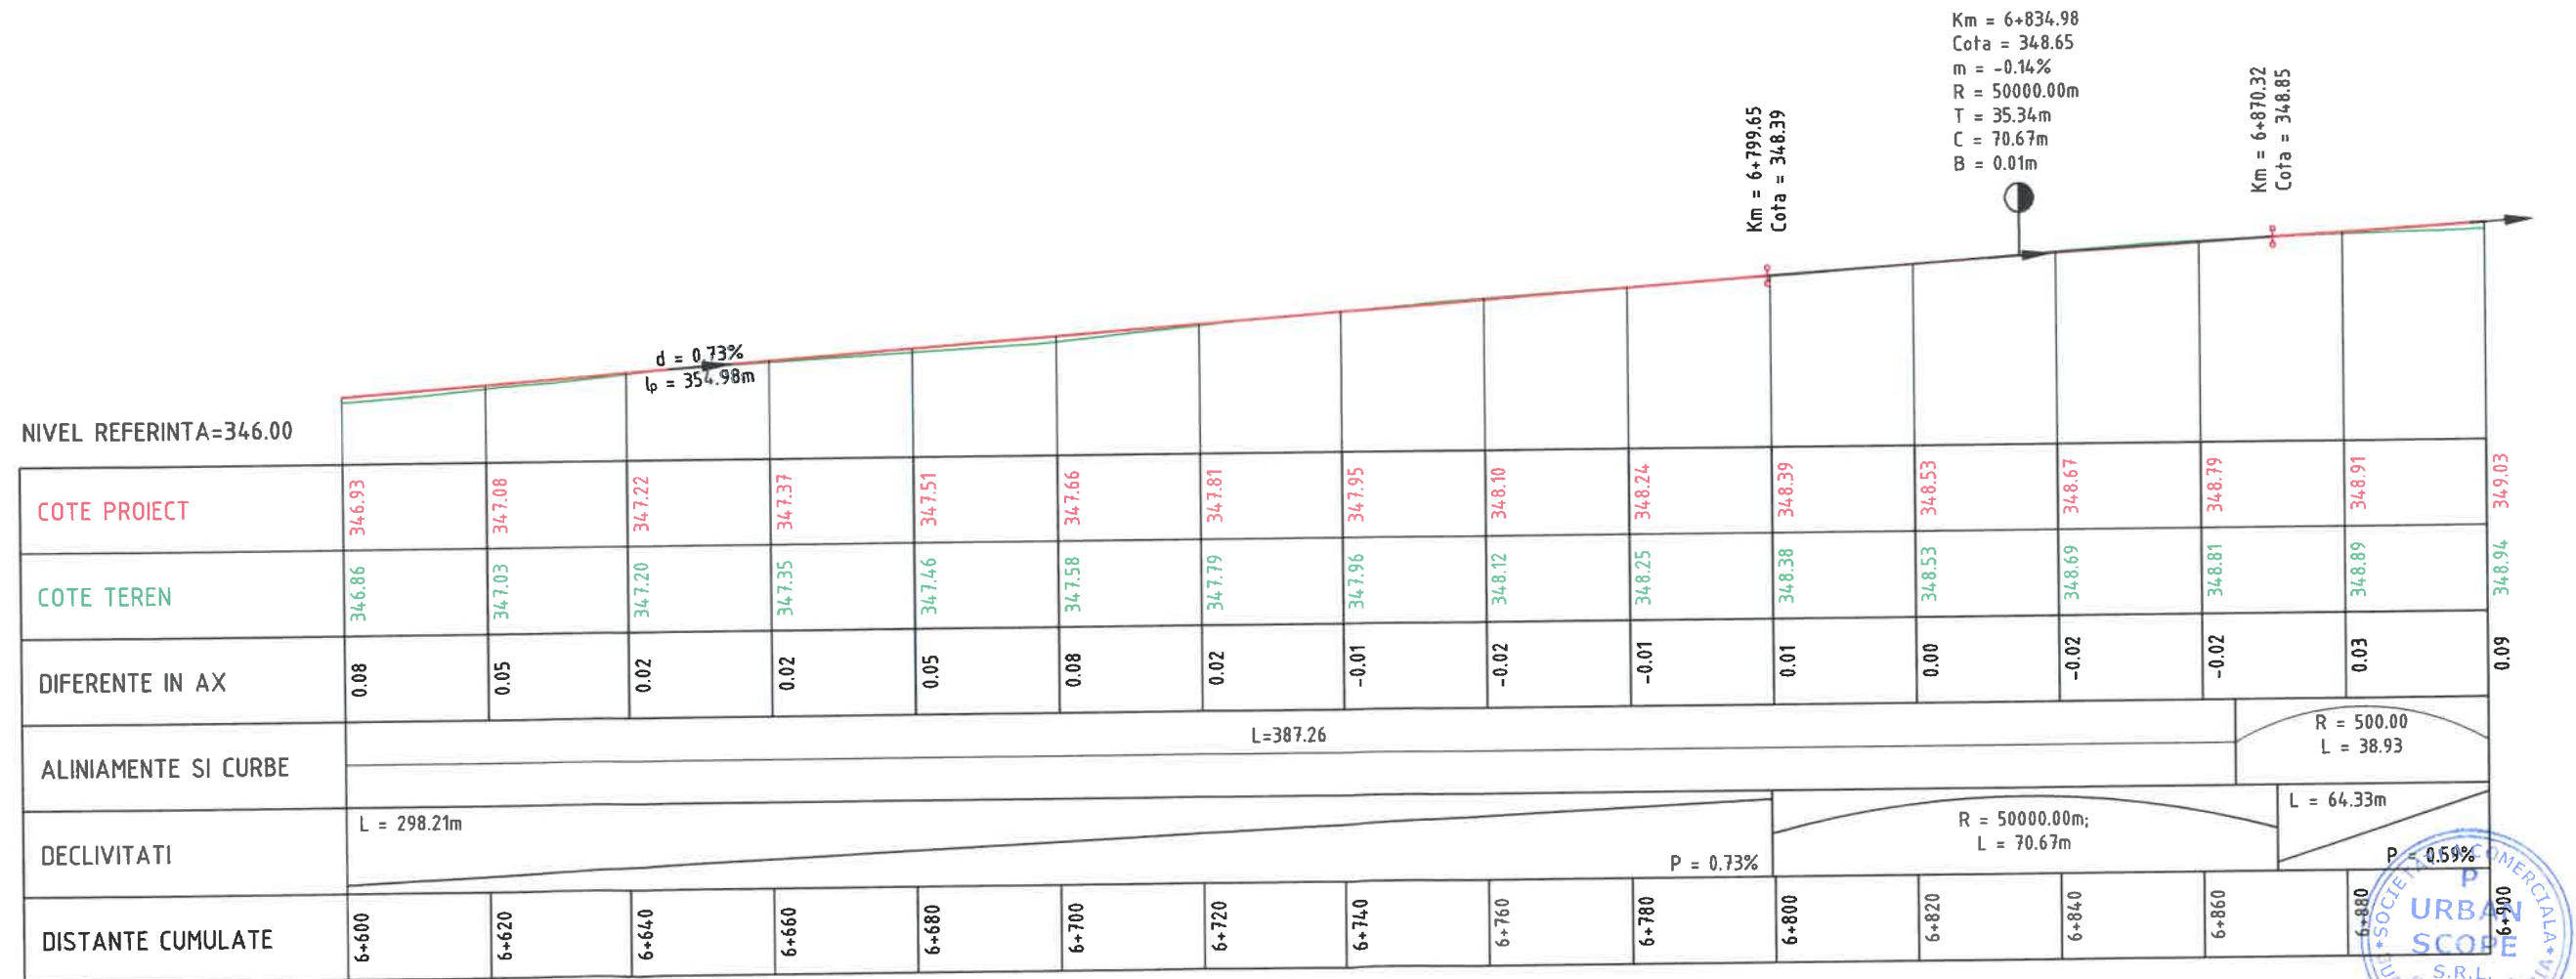 Km = 6+834.98
Cota = 348.65
m = -0.14%
R = 50000.00m
T = 35.34m
C = 70.67m
B = 0.01m
Km = 6+799.65
Cota = 348.39
Km = 6+870.32
Cota = 348.85
d = 0.73%
lp = 354.98m
NIVEL REFERINTA=346.00
COTE PROIECT 346.93 347.08 347.22 347.37 347.51 347.66 347.81 347.95 348.10 348.24 348.39 348.53 348.67 348.79 348.91 349.03
COTE TEREN 346.86 347.03 347.20 347.35 347.46 347.58 347.79 347.96 348.12 348.25 348.38 348.53 348.69 348.81 348.89 348.94
DIFERENTE IN AX 0.08 0.05 0.02 0.02 0.05 0.08 0.02 -0.01 -0.02 -0.01 0.01 0.00 -0.02 -0.02 0.03 0.09
ALINIAMENTE SI CURBE
L=387.26
R = 500.00
L = 38.93
DECLIVITATI
L = 298.21m
P = 0.73%
R = 50000.00m;
L = 70.67m
L = 64.33m
P = 0.59%
DISTANTE CUMULATE 6+600 6+620 6+640 6+660 6+680 6+700 6+720 6+740 6+760 6+780 6+800 6+820 6+840 6+860 6+880 6+900
SOCIETATEA COMERCIALA
P
URBAN
SCOPE
S.R.L.